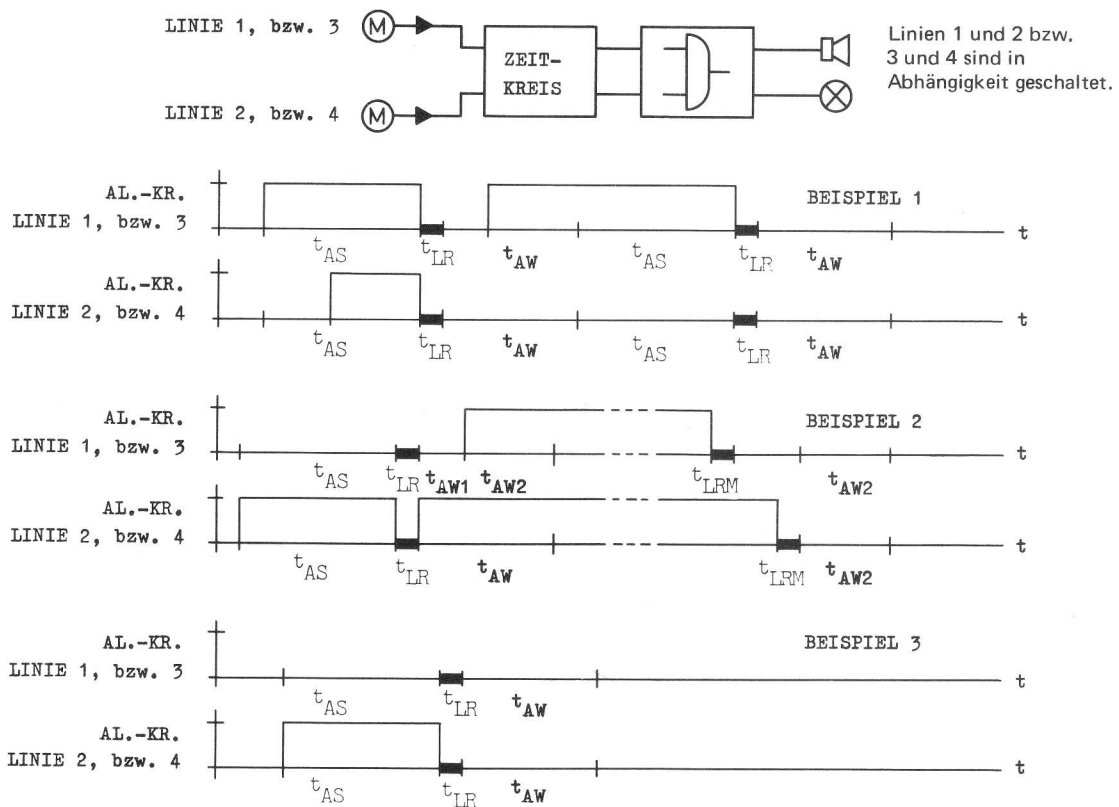 LINIE 1, bzw. 3
M
ZEIT-
KREIS
Linien 1 und 2 bzw.
3 und 4 sind in
Abhängigkeit geschaltet.
LINIE 2, bzw. 4
M
AL.-KR.
LINIE 1, bzw. 3
BEISPIEL 1
t
tAS tLR tAW tAS tLR tAW
AL.-KR.
LINIE 2, bzw. 4
t
tAS tLR tAW tAS tLR tAW
AL.-KR.
LINIE 1, bzw. 3
BEISPIEL 2
t
tAS tLR tAW1 tAW2 tLRM tAW2
AL.-KR.
LINIE 2, bzw. 4
t
tAS tLR tAW tLRM tAW2
AL.-KR.
LINIE 1, bzw. 3
BEISPIEL 3
t
tAS tLR tAW
AL.-KR.
LINIE 2, bzw. 4
t
tAS tLR tAW